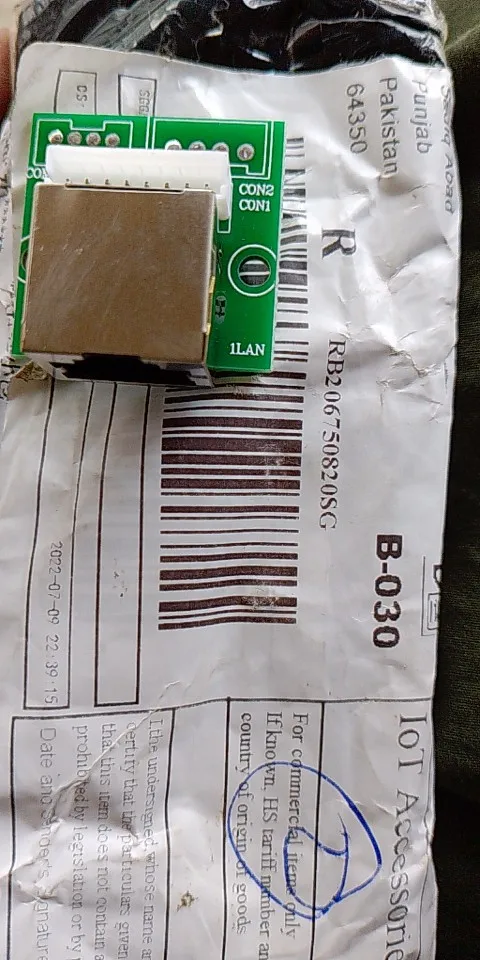 CON2
CON1
1LAN
Punjab
Pakistan
64350
R
RB206750820SG
B-030
2022-07-09 22:39:15
IoT Accessorie
For commercial items only
If known, HS tariff number an
country of origin of goods
I, the undersigned, whose name a
certify that the particulars given
that this item does not contain a
prohibited by legislation or by
Date and sender's signature